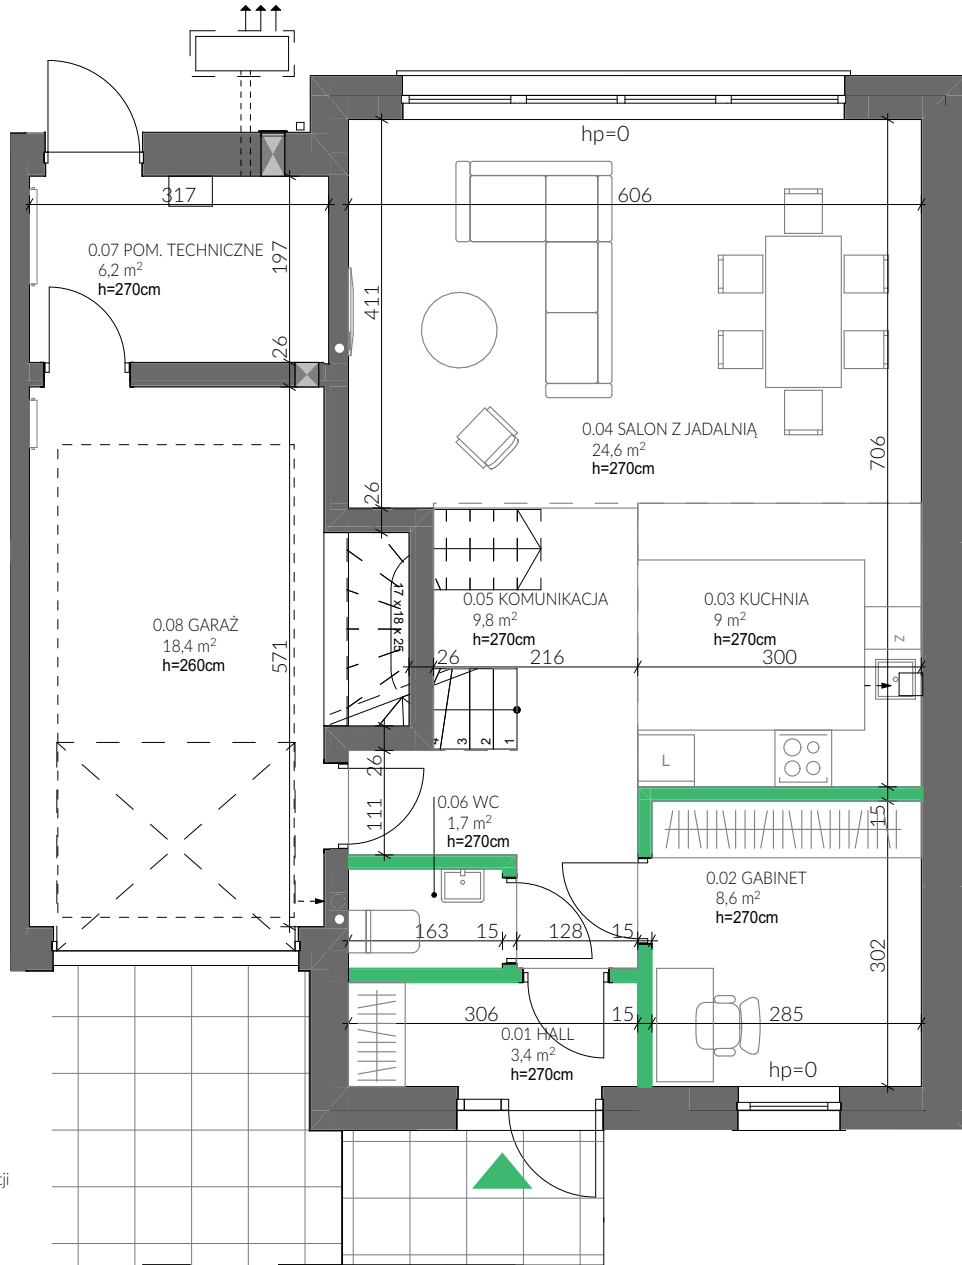 hp=0
317
606
0.07 POM. TECHNICZNE
6,2 m²
h=270cm
197
411
26
0.04 SALON Z JADALNIĄ
24,6 m²
h=270cm
706
26
17 x 18 x 25
0.05 KOMUNIKACJA
9,8 m²
h=270cm
0.03 KUCHNIA
9 m²
h=270cm
Z
0.08 GARAŻ
18,4 m²
h=260cm
571
26
216
300
4
3
2
1
L
26
111
0.06 WC
1,7 m²
h=270cm
15
0.02 GABINET
8,6 m²
h=270cm
163
15
128
15
302
306
15
285
0.01 HALL
3,4 m²
h=270cm
hp=0
cji